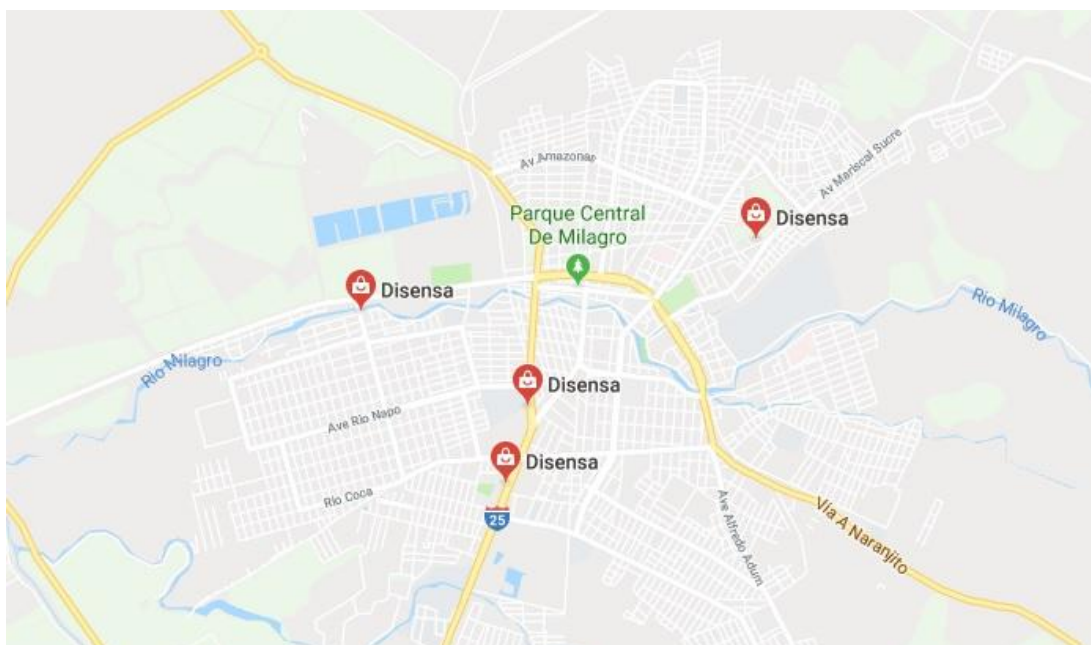 Av Amazonas
Av Mariscal Sucre
Parque Central
De Milagro
Disensa
Disensa
Rio Milagro
Rio Milagro
Disensa
Ave Rio Napo
Disensa
Rio Coca
25
Ave Alfredo Adum
Vía A Naranjito